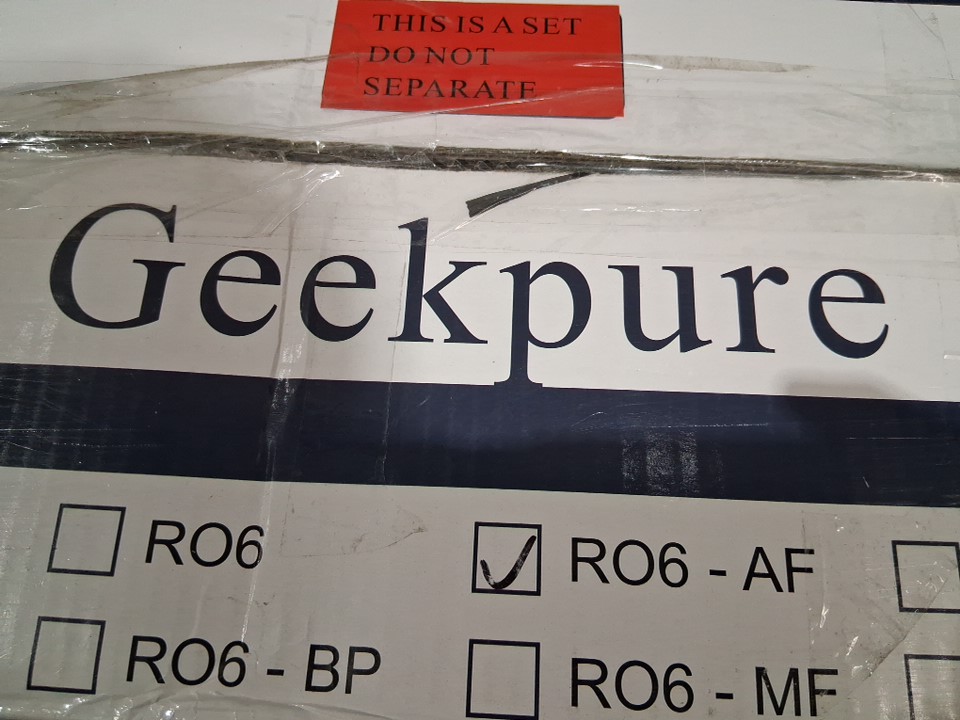 THIS IS A SET
DO NOT
SEPARATE
Geekpure
RO6
RO6 - AF
RO6 - BP
RO6 - MF